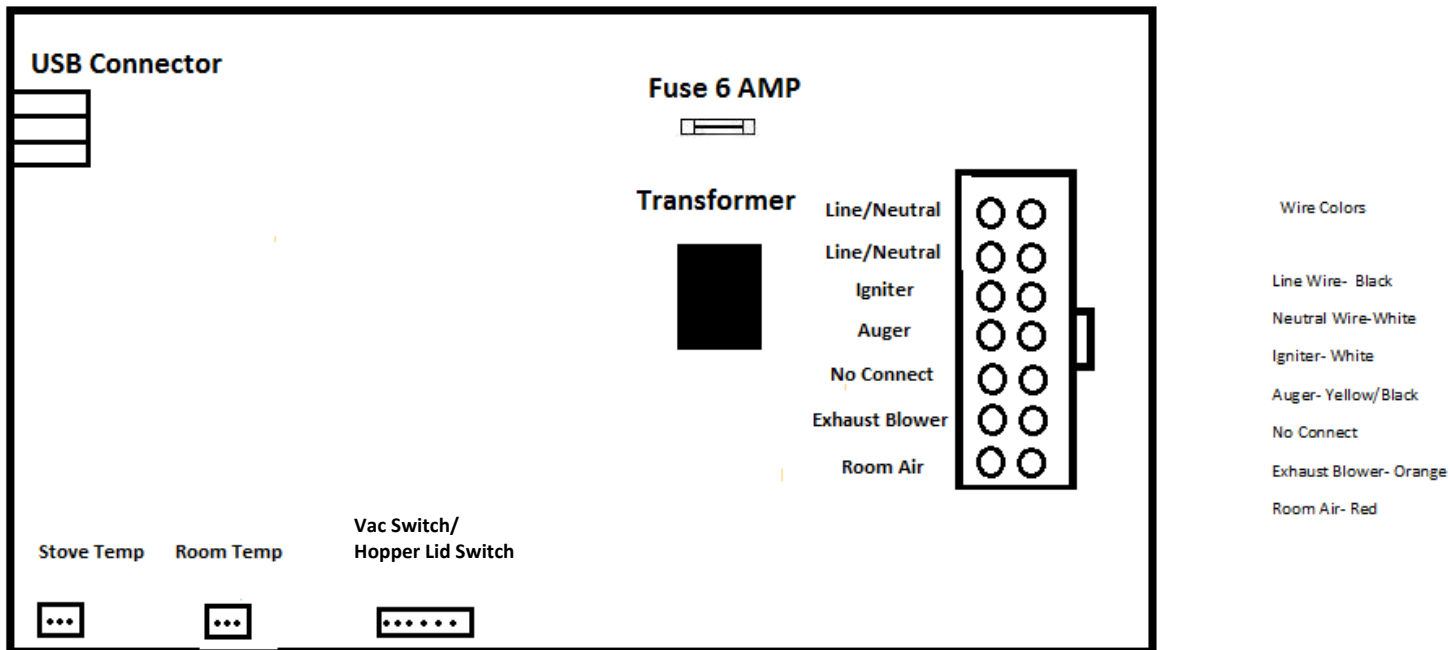 USB Connector
Fuse 6 AMP
Transformer
Line/Neutral
Line/Neutral
Igniter
Auger
No Connect
Exhaust Blower
Room Air
Wire Colors
Line Wire- Black
Neutral Wire-White
Igniter- White
Auger- Yellow/Black
No Connect
Exhaust Blower- Orange
Room Air- Red
Stove Temp
Room Temp
Vac Switch/
Hopper Lid Switch